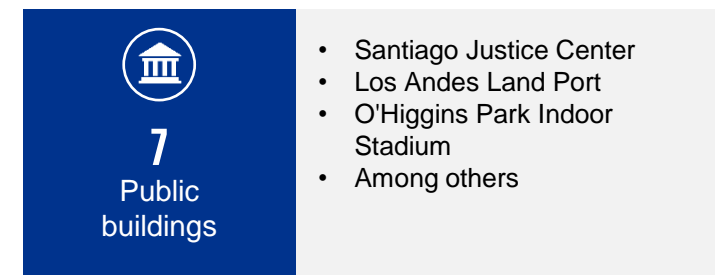 7
Public
buildings
• Santiago Justice Center
• Los Andes Land Port
• O'Higgins Park Indoor
Stadium
• Among others